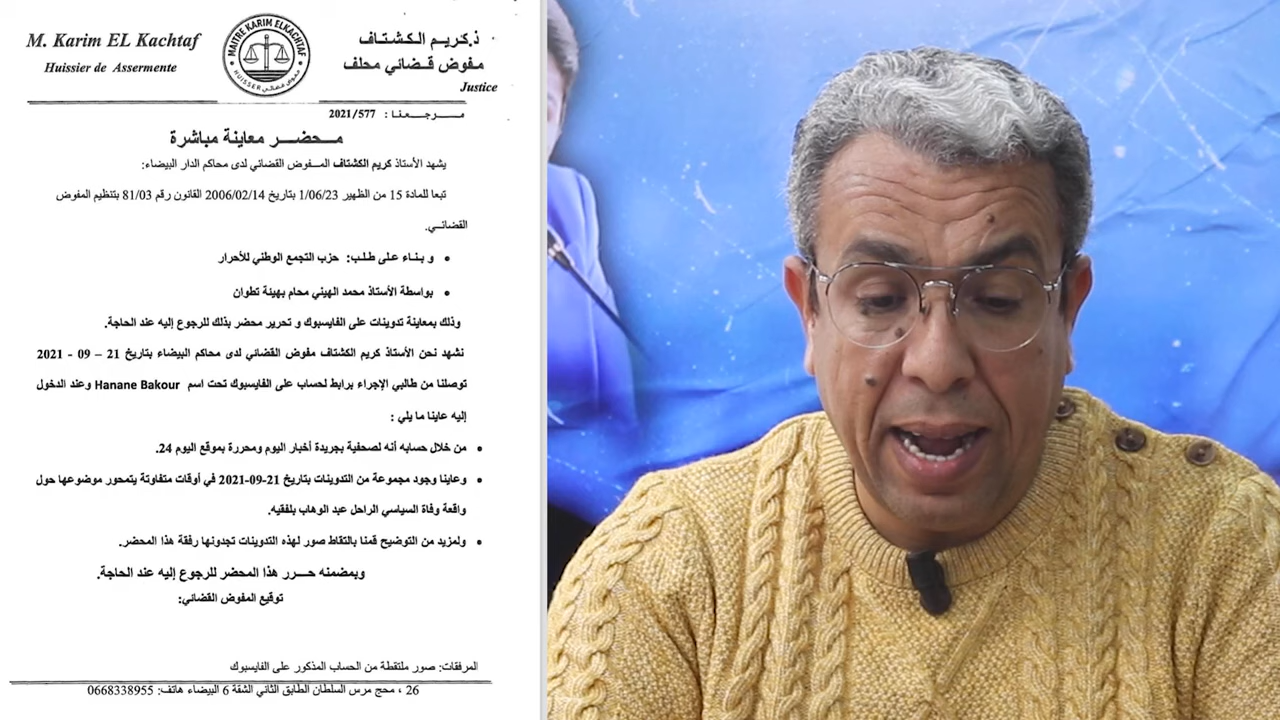 M. Karim EL Kachtaf
Huissier de Assermente
MAITRE KARIM ELKACHTAF
HUISSIER مفوض قضائي
ذ.كريم الكشتاف
مفوض قضائي محلف
Justice
مرجعنا : 2021/577
محضر معاينة مباشرة
يشهد الأستاذ كريم الكشتاف المفوض القضائي لدى محاكم الدار البيضاء:
تبعا للمادة 15 من الظهير 1/06/23 بتاريخ 2006/02/14 القانون رقم 81/03 بتنظيم المفوض
القضائي.
• و بناء على طلب: حزب التجمع الوطني للأحرار
• بواسطة الأستاذ محمد الهيني محام بهيئة تطوان
وذلك بمعاينة تدوينات على الفايسبوك و تحرير محضر بذلك للرجوع إليه عند الحاجة.
نشهد نحن الأستاذ كريم الكشتاف مفوض القضائي لدى محاكم البيضاء بتاريخ 21 – 09 - 2021
توصلنا من طالبي الإجراء برابط لحساب على الفايسبوك تحت اسم Hanane Bakour وعند الدخول
إليه عاينا ما يلي :
• من خلال حسابه أنه لصحفية بجريدة أخبار اليوم ومحررة بموقع اليوم 24.
• وعاينا وجود مجموعة من التدوينات بتاريخ 21-09-2021 في أوقات متفاوتة يتمحور موضوعها حول
واقعة وفاة السياسي الراحل عبد الوهاب بلفقيه.
• ولمزيد من التوضيح قمنا بالتقاط صور لهذه التدوينات تجدونها رفقة هذا المحضر.
وبمضمنه حرر هذا المحضر للرجوع إليه عند الحاجة.
توقيع المفوض القضائي:
المرفقات: صور ملتقطة من الحساب المذكور على الفايسبوك
26 ، محج مرس السلطان الطابق الثاني الشقة 6 البيضاء هاتف: 0668338955